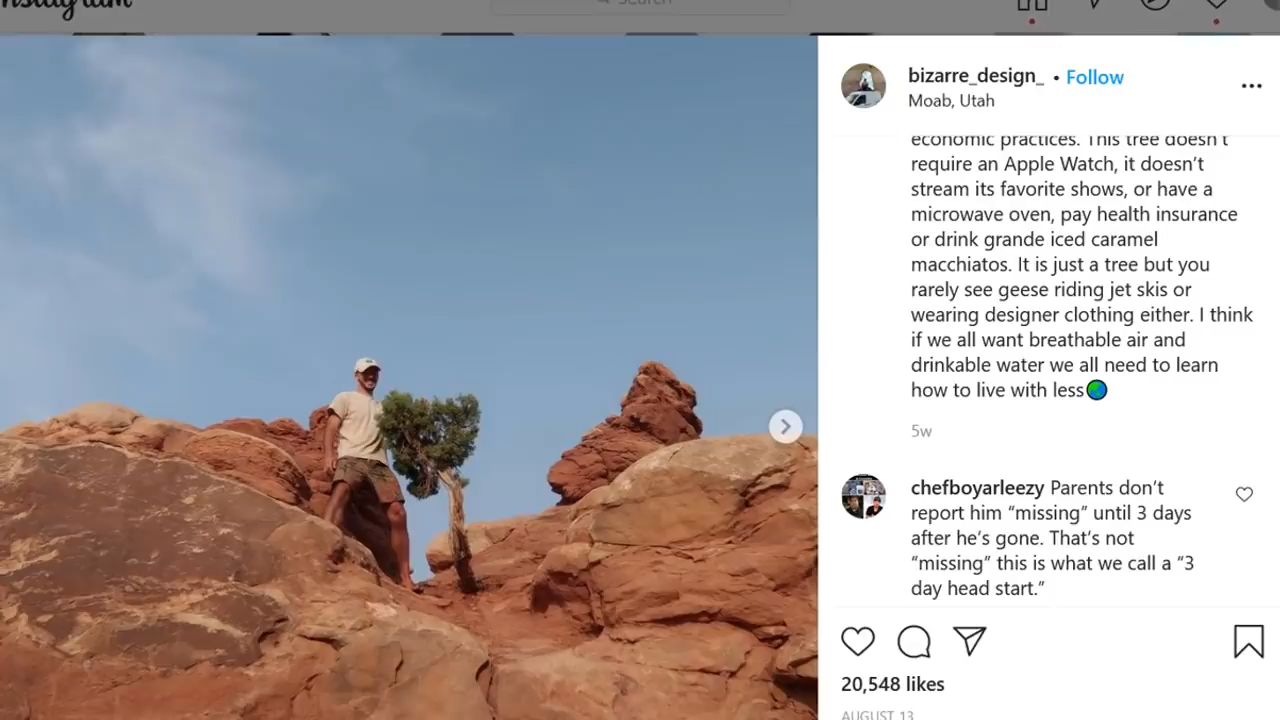 Instagram
Search
bizarre_design_ • Follow
Moab, Utah
economic practices. This tree doesn't
require an Apple Watch, it doesn't
stream its favorite shows, or have a
microwave oven, pay health insurance
or drink grande iced caramel
macchiatos. It is just a tree but you
rarely see geese riding jet skis or
wearing designer clothing either. I think
if we all want breathable air and
drinkable water we all need to learn
how to live with less🌎
5w
chefboyarleezy Parents don't
report him “missing” until 3 days
after he's gone. That's not
“missing” this is what we call a “3
day head start.”
20,548 likes
AUGUST 13